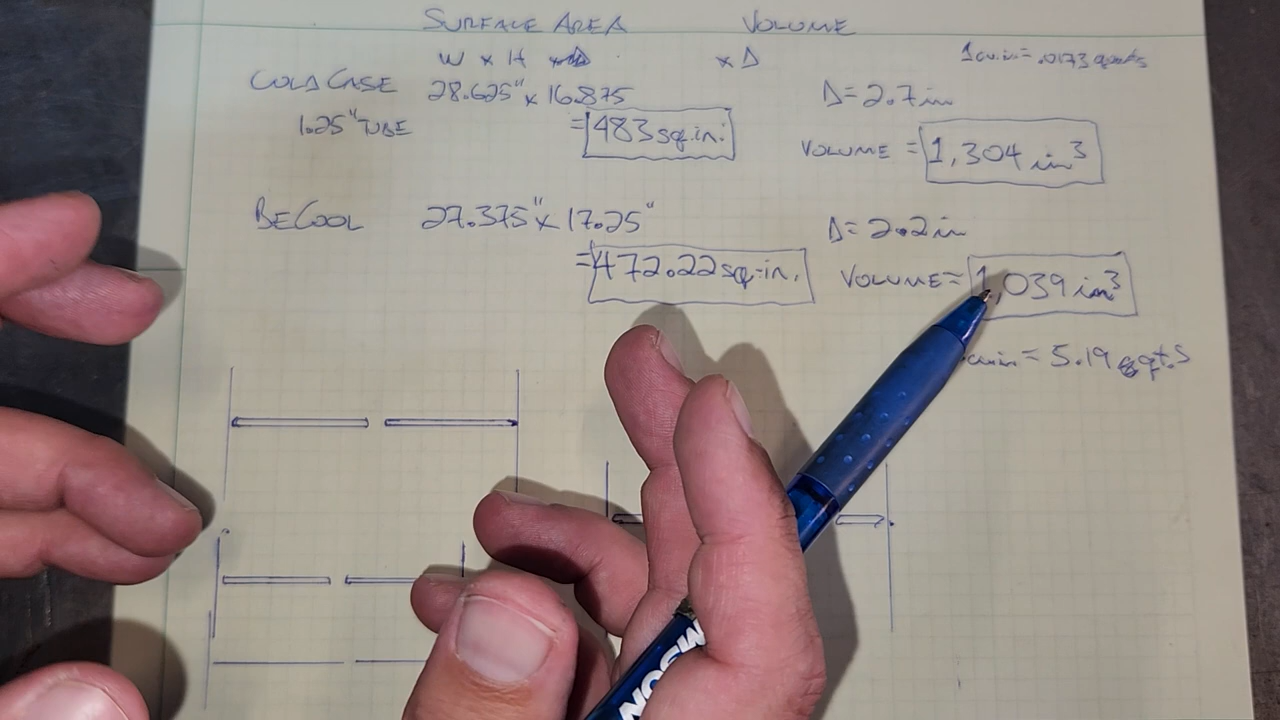 SURFACE AREA VOLUME
W x H x D 1 cu.in = .0173 quarts
COLD CASE 28.625" x 16.875 D = 2.7 in
1.25" TUBE = 483 sq.in. VOLUME = 1,304 in³
BECOOL 27.375" x 17.25" D = 2.2 in
= 472.22 sq.in. VOLUME = 1,039 in³
= 5.19 qt.s